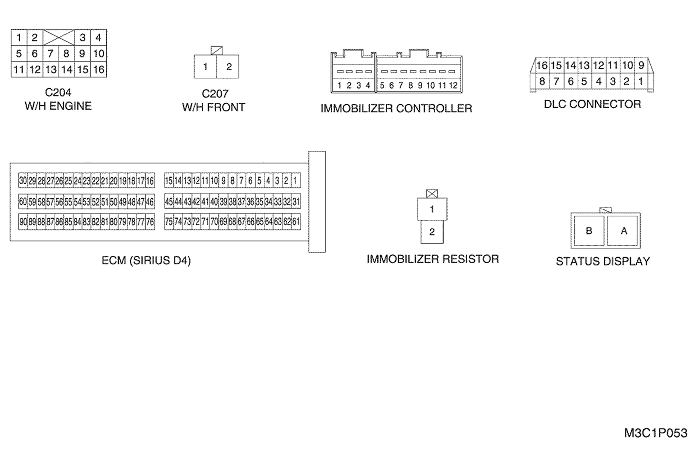 1 2 3 4
5 6 7 8 9 10
11 12 13 14 15 16
C204
W/H ENGINE
1 2
C207
W/H FRONT
1 2 3 4 5 6 7 8 9 10 11 12
IMMOBILIZER CONTROLLER
16 15 14 13 12 11 10 9
8 7 6 5 4 3 2 1
DLC CONNECTOR
30 29 28 27 26 25 24 23 22 21 20 19 18 17 16 15 14 13 12 11 10 9 8 7 6 5 4 3 2 1
60 59 58 57 56 55 54 53 52 51 50 49 48 47 46 45 44 43 42 41 40 39 38 37 36 35 34 33 32 31
90 89 88 87 86 85 84 83 82 81 80 79 78 77 76 75 74 73 72 71 70 69 68 67 66 65 64 63 62 61
ECM (SIRIUS D4)
1
2
IMMOBILIZER RESISTOR
B A
STATUS DISPLAY
M3C1P053